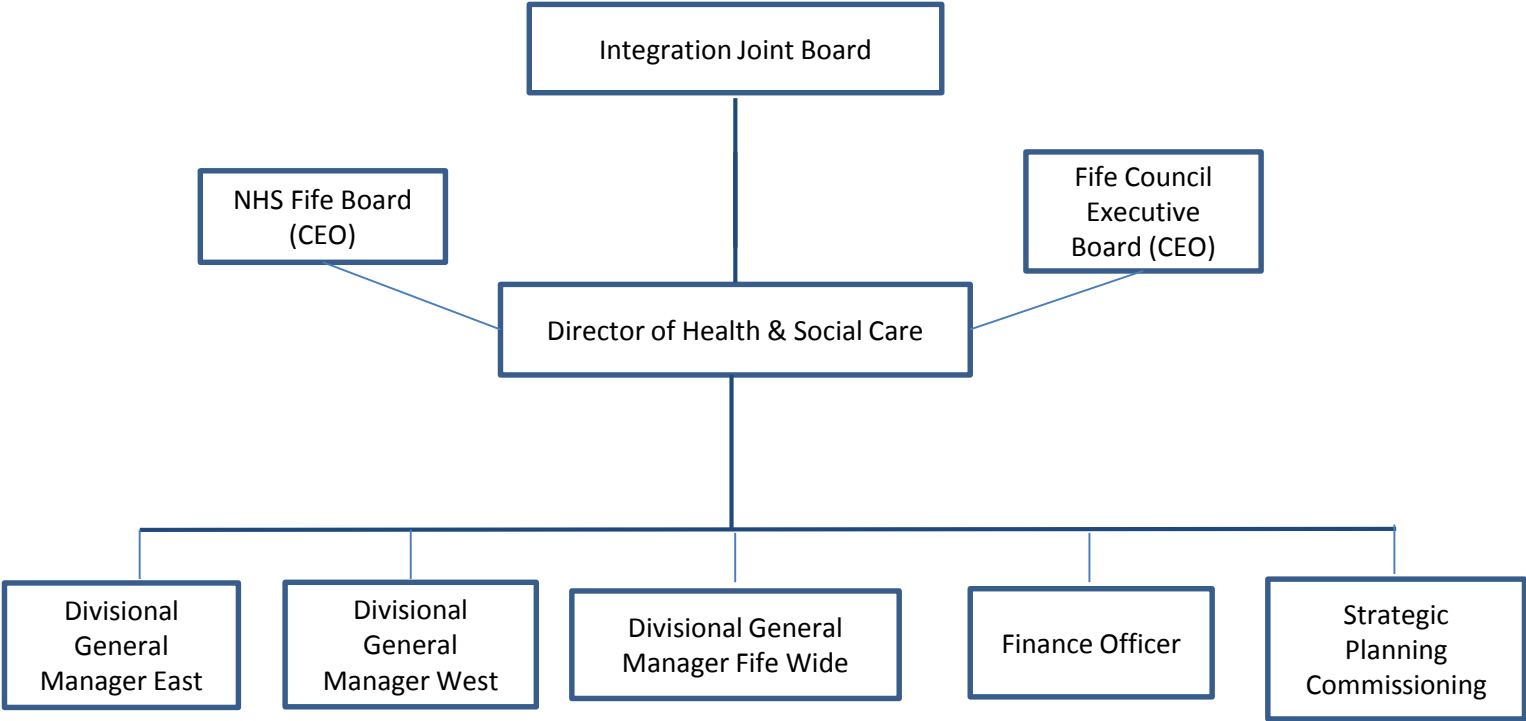 Integration Joint Board
NHS Fife Board
(CEO)
Fife Council
Executive
Board (CEO)
Director of Health & Social Care
Divisional
General
Manager East
Divisional
General
Manager West
Divisional General
Manager Fife Wide
Finance Officer
Strategic
Planning
Commissioning